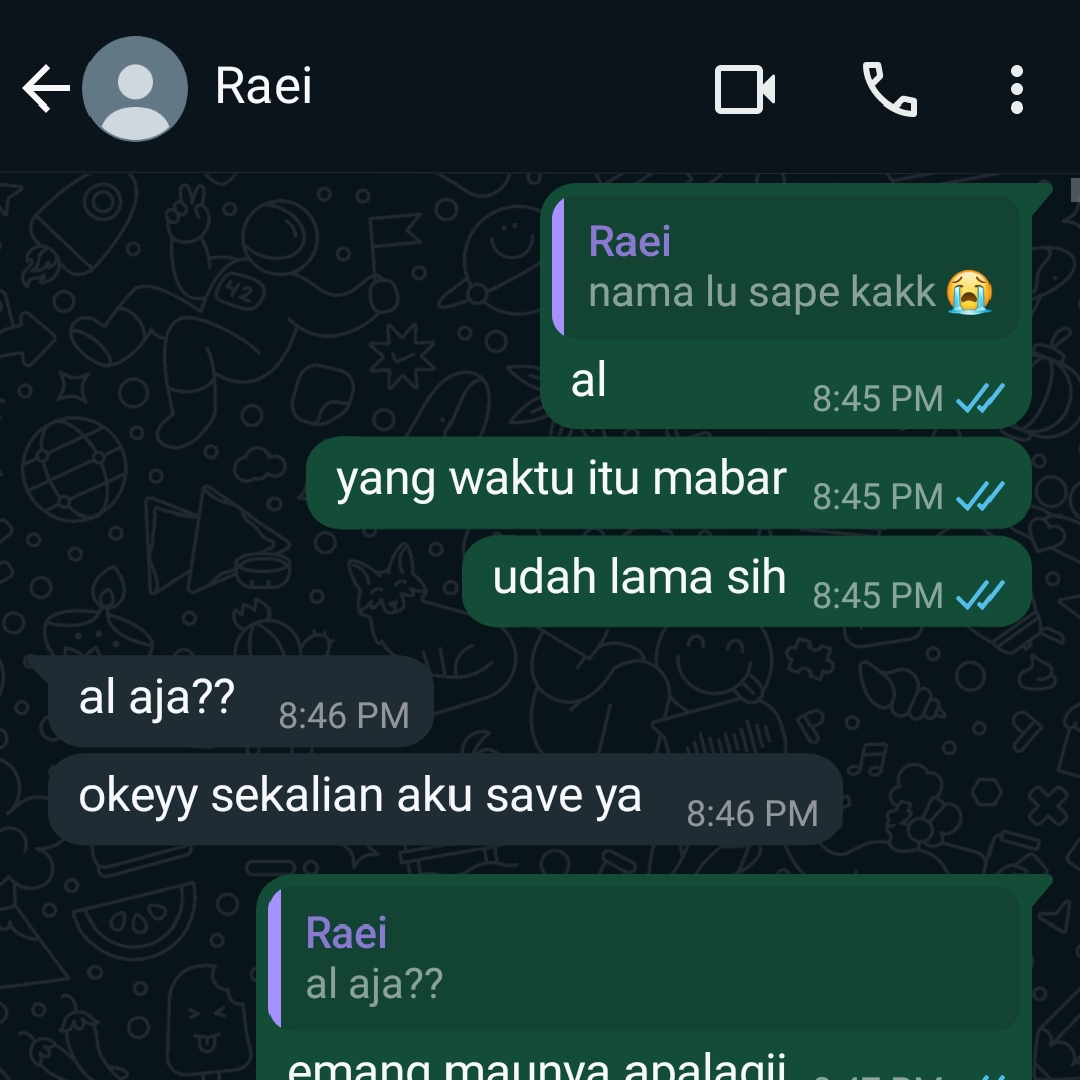 Raei
Raei
nama lu sape kakk 😭
al
8:45 PM
yang waktu itu mabar
8:45 PM
udah lama sih
8:45 PM
al aja??
8:46 PM
okeyy sekalian aku save ya
8:46 PM
Raei
al aja??
emang maunya apalagii